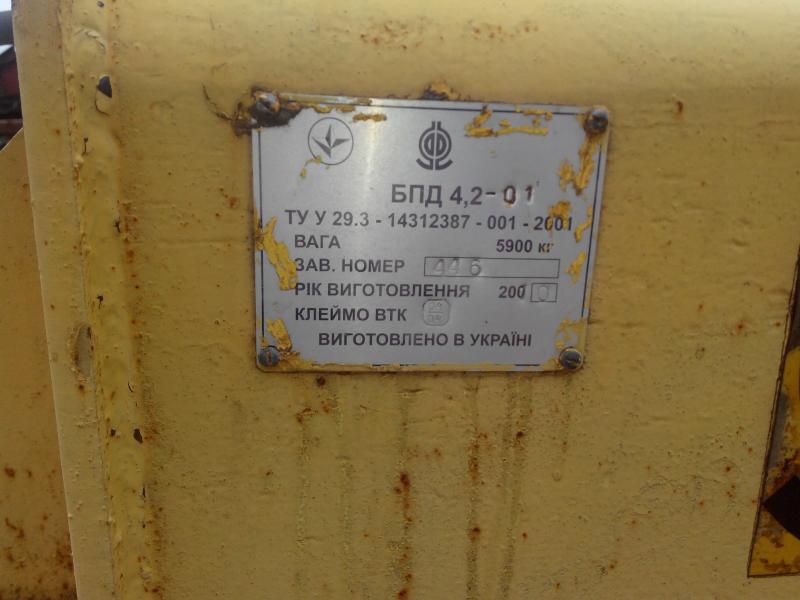 БПД 4,2-01
ТУ У 29.3 - 14312387 - 001 - 2001
ВАГА 5900 кг
ЗАВ. НОМЕР 446
РІК ВИГОТОВЛЕННЯ 200
КЛЕЙМО ВТК
ВИГОТОВЛЕНО В УКРАЇНІ